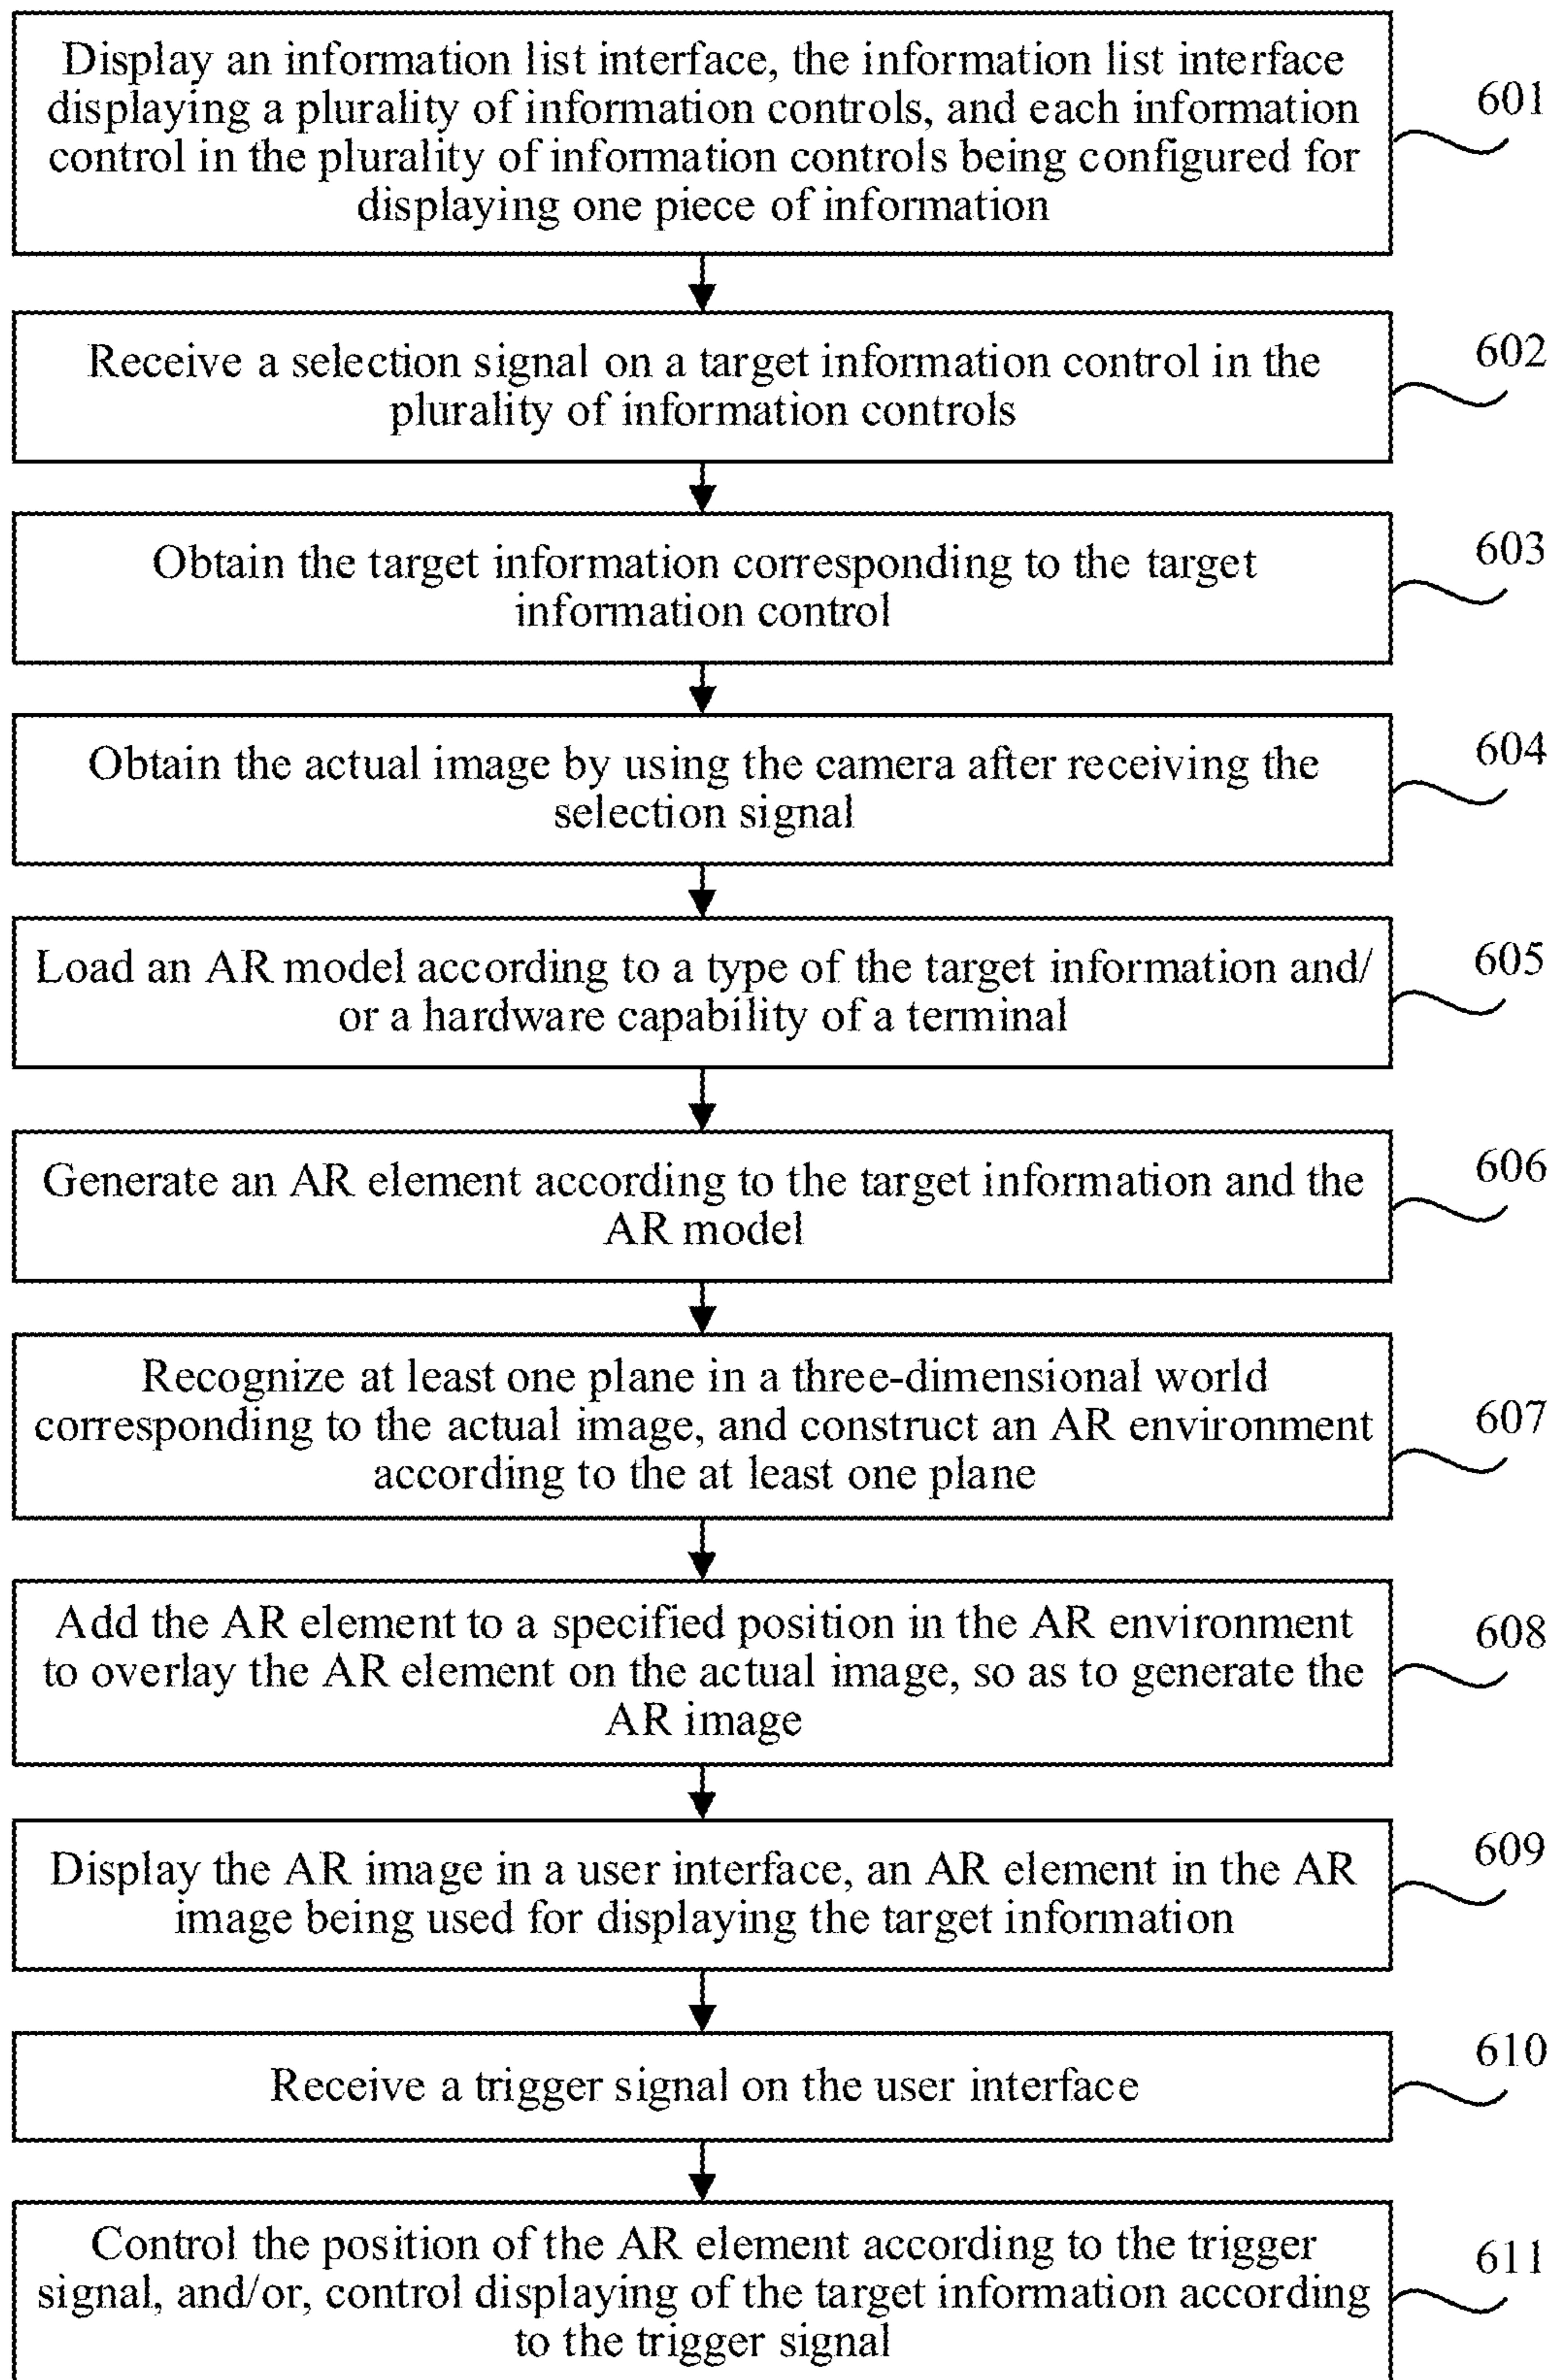 Display an information list interface, the information list interface
displaying a plurality of information controls, and each information
control in the plurality of information controls being configured for
displaying one piece of information
601
Receive a selection signal on a target information control in the
plurality of information controls
602
Obtain the target information corresponding to the target
information control
603
Obtain the actual image by using the camera after receiving the
selection signal
604
Load an AR model according to a type of the target information and/
or a hardware capability of a terminal
605
Generate an AR element according to the target information and the
AR model
606
Recognize at least one plane in a three-dimensional world
corresponding to the actual image, and construct an AR environment
according to the at least one plane
607
Add the AR element to a specified position in the AR environment
to overlay the AR element on the actual image, so as to generate the
AR image
608
Display the AR image in a user interface, an AR element in the AR
image being used for displaying the target information
609
Receive a trigger signal on the user interface
610
Control the position of the AR element according to the trigger
signal, and/or, control displaying of the target information according
to the trigger signal
611